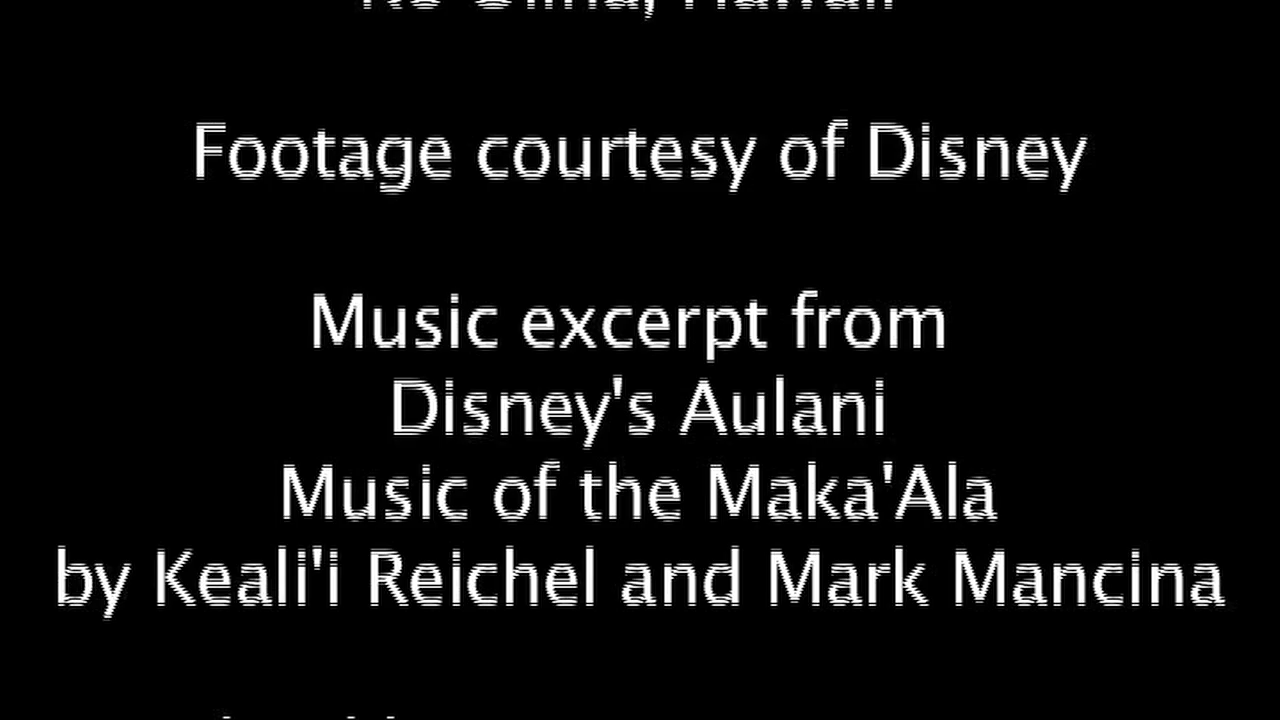 Footage courtesy of Disney
Music excerpt from
Disney's Aulani
Music of the Maka'Ala
by Keali'i Reichel and Mark Mancina